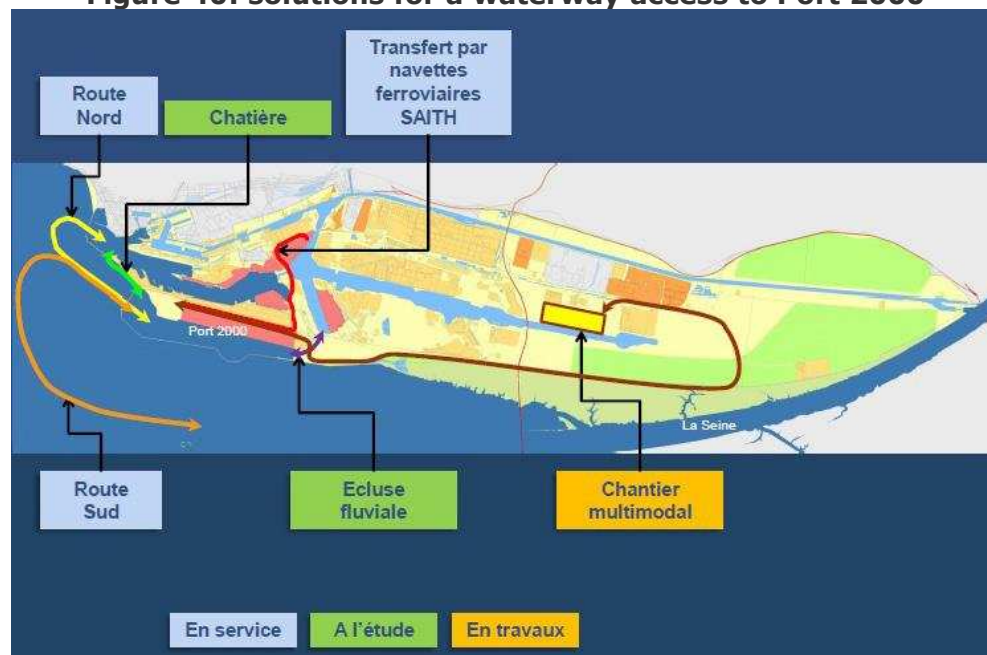 Figure 40: solutions for a waterway access to Port 2000
Transfert par
navettes
ferroviaires
SAITH
Route
Nord
Chatière
Port 2000
La Seine
Route
Sud
Ecluse
fluviale
Chantier
multimodal
En service
A l'étude
En travaux